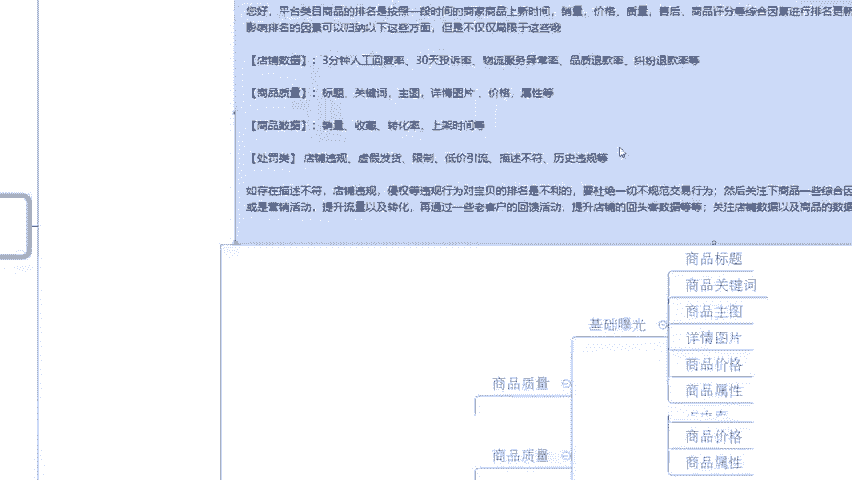 您好，平台类目商品的排名是按照一段时间的商家商品上新时间，销量、价格、质量，售后、商品评分等综合因素进行排名更新
影响排名的因素可以归纳以下这些方面，但是不仅仅局限于这些哦
【店铺数据】：3分钟人工回复率、30天投诉率、物流服务异常率、品质退款率、纠纷退款率等
【商品质量】：标题、关键词，主图，详情图片 、价格、属性等
【商品数据】：销量、收藏、转化率、上架时间等
【处罚类】 店铺违规、虚假发货、限制、低价引流、描述不符、历史违规等
如存在描述不符，店铺违规，侵权等违规行为对宝贝的排名是不利的，要杜绝一切不规范交易行为；然后关注下商品一些综合因
或是营销活动，提升流量以及转化，再通过一些老客户的回馈活动，提升店铺的回头客数据等等；关注店铺数据以及商品的数据
商品标题
商品关键词
商品主图
基础曝光
详情图片
商品价格
商品质量
商品属性
商品价格
商品质量
商品属性